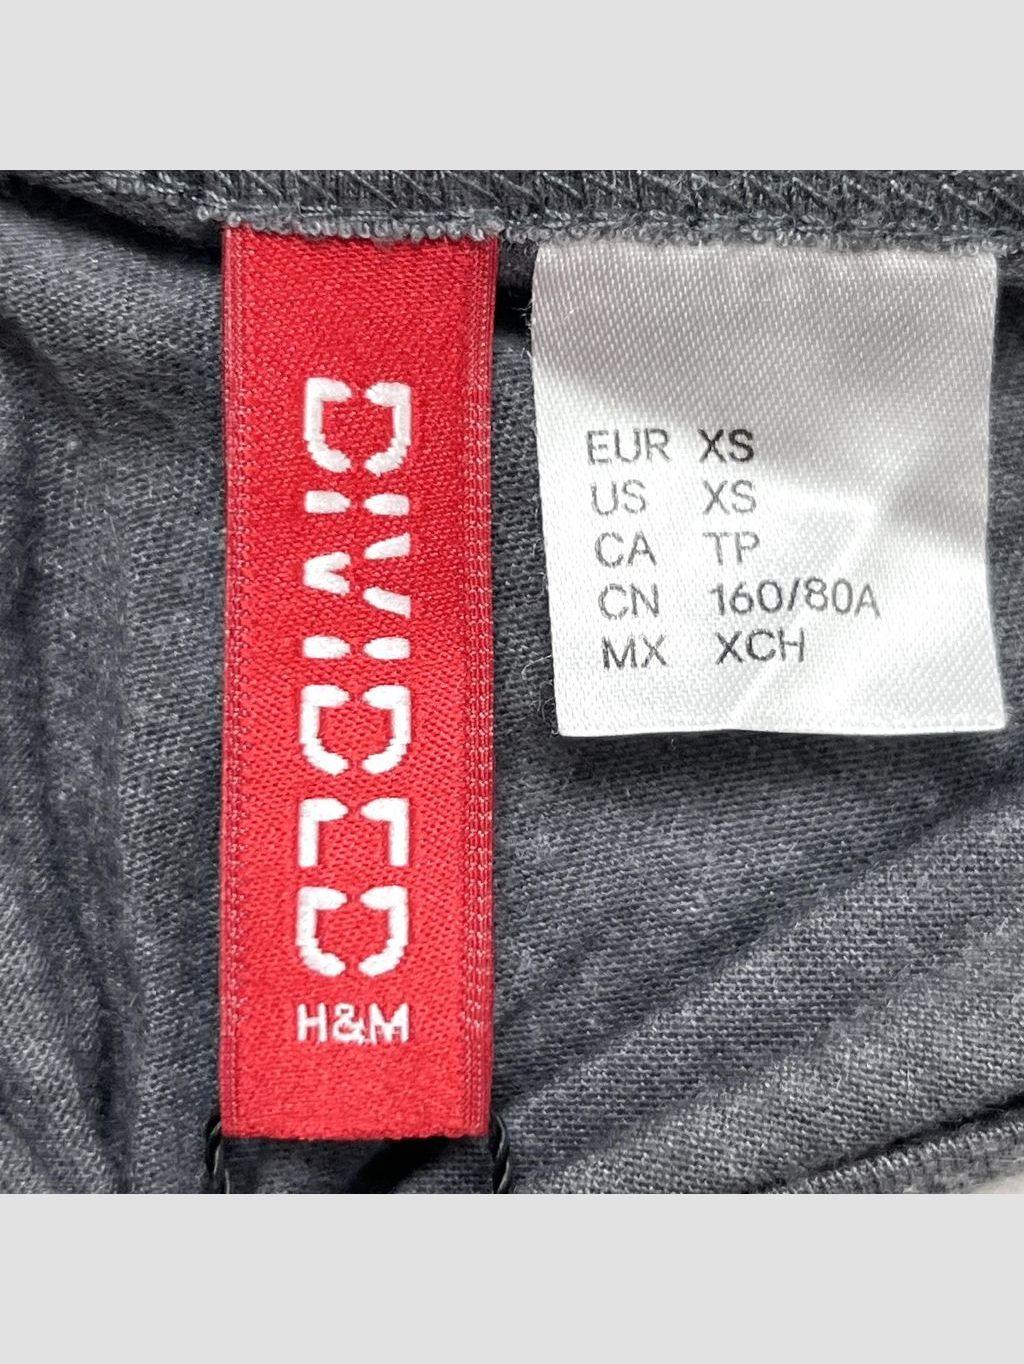 DIVIDED
H&M
EUR XS
US XS
CA TP
CN 160/80A
MX XCH